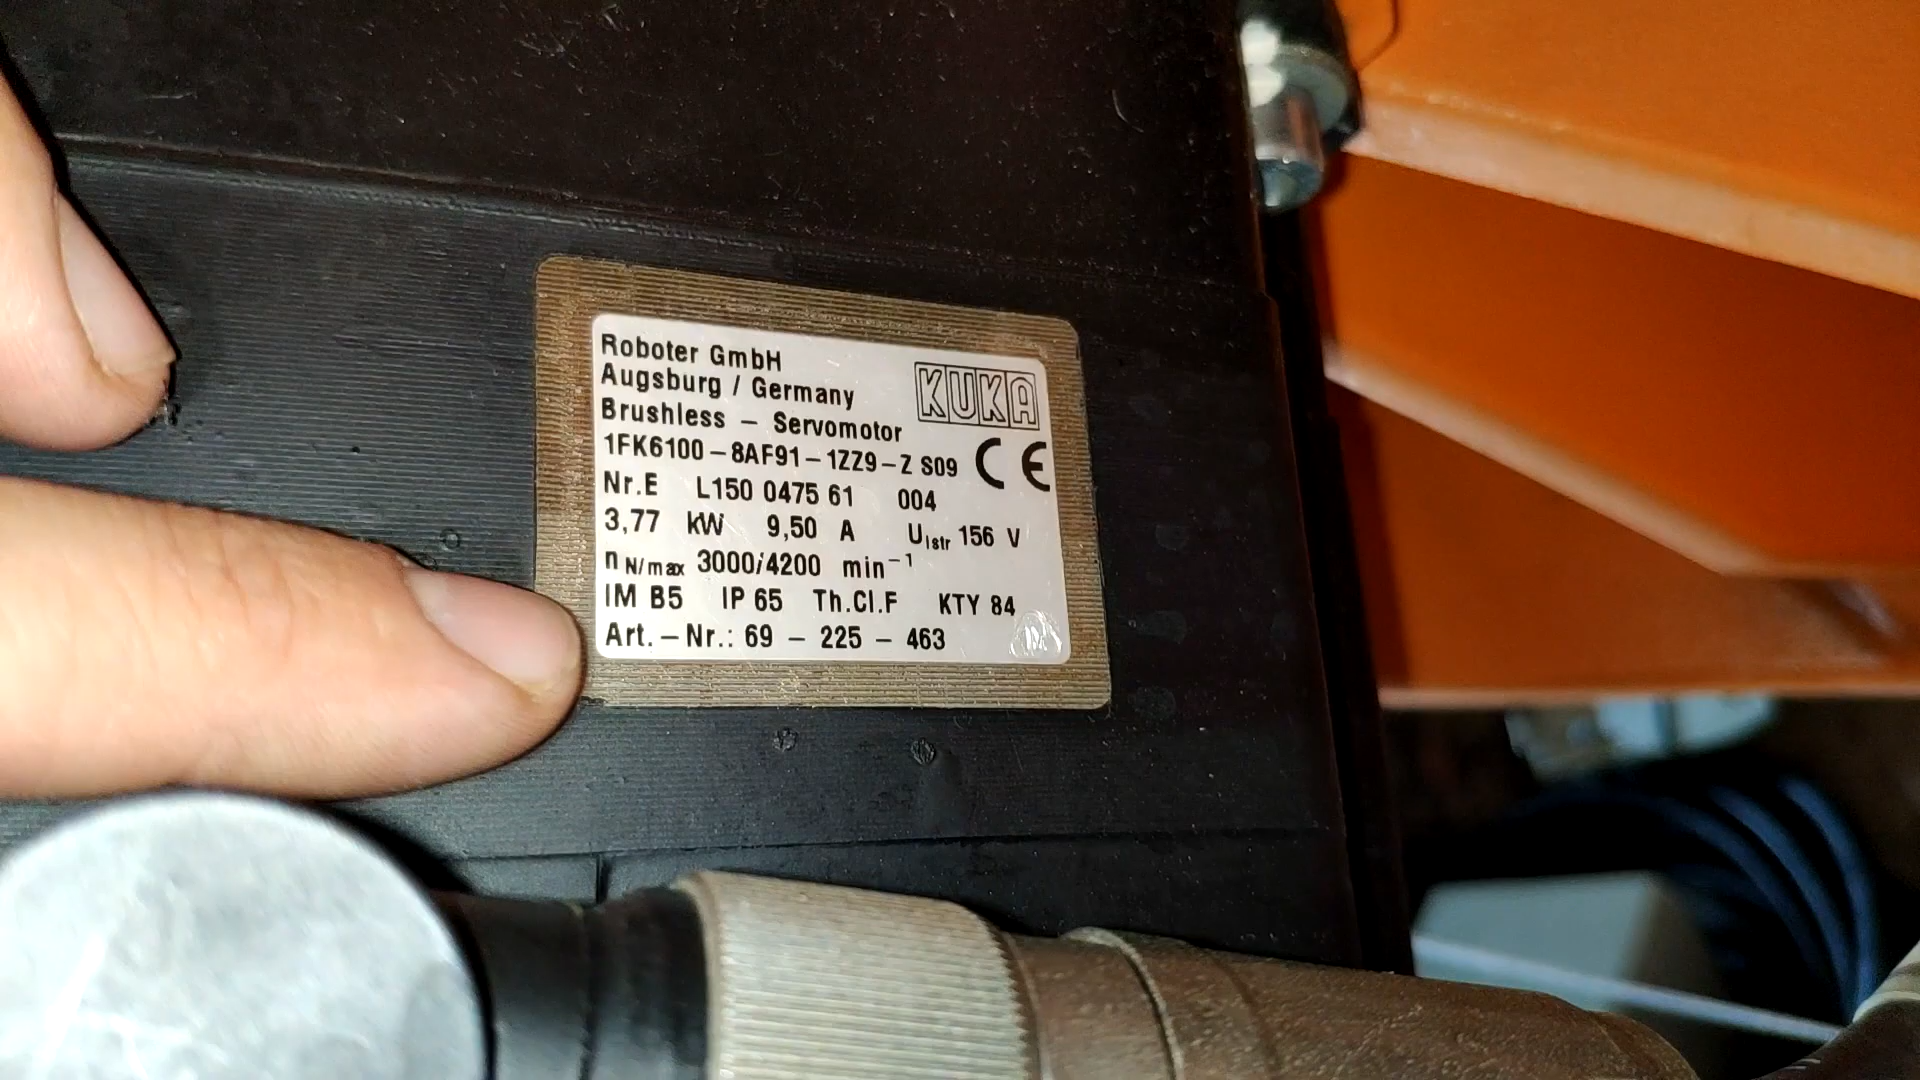 Roboter GmbH
Augsburg / Germany
KUKA
Brushless – Servomotor
1FK6100 – 8AF91 – 1ZZ9 – Z S09 CE
Nr.E L150 0475 61 004
3,77 kW 9,50 A UIstr 156 V
n N/max 3000/4200 min⁻¹
IM B5 IP 65 Th.Cl.F KTY 84
Art. – Nr.: 69 – 225 – 463